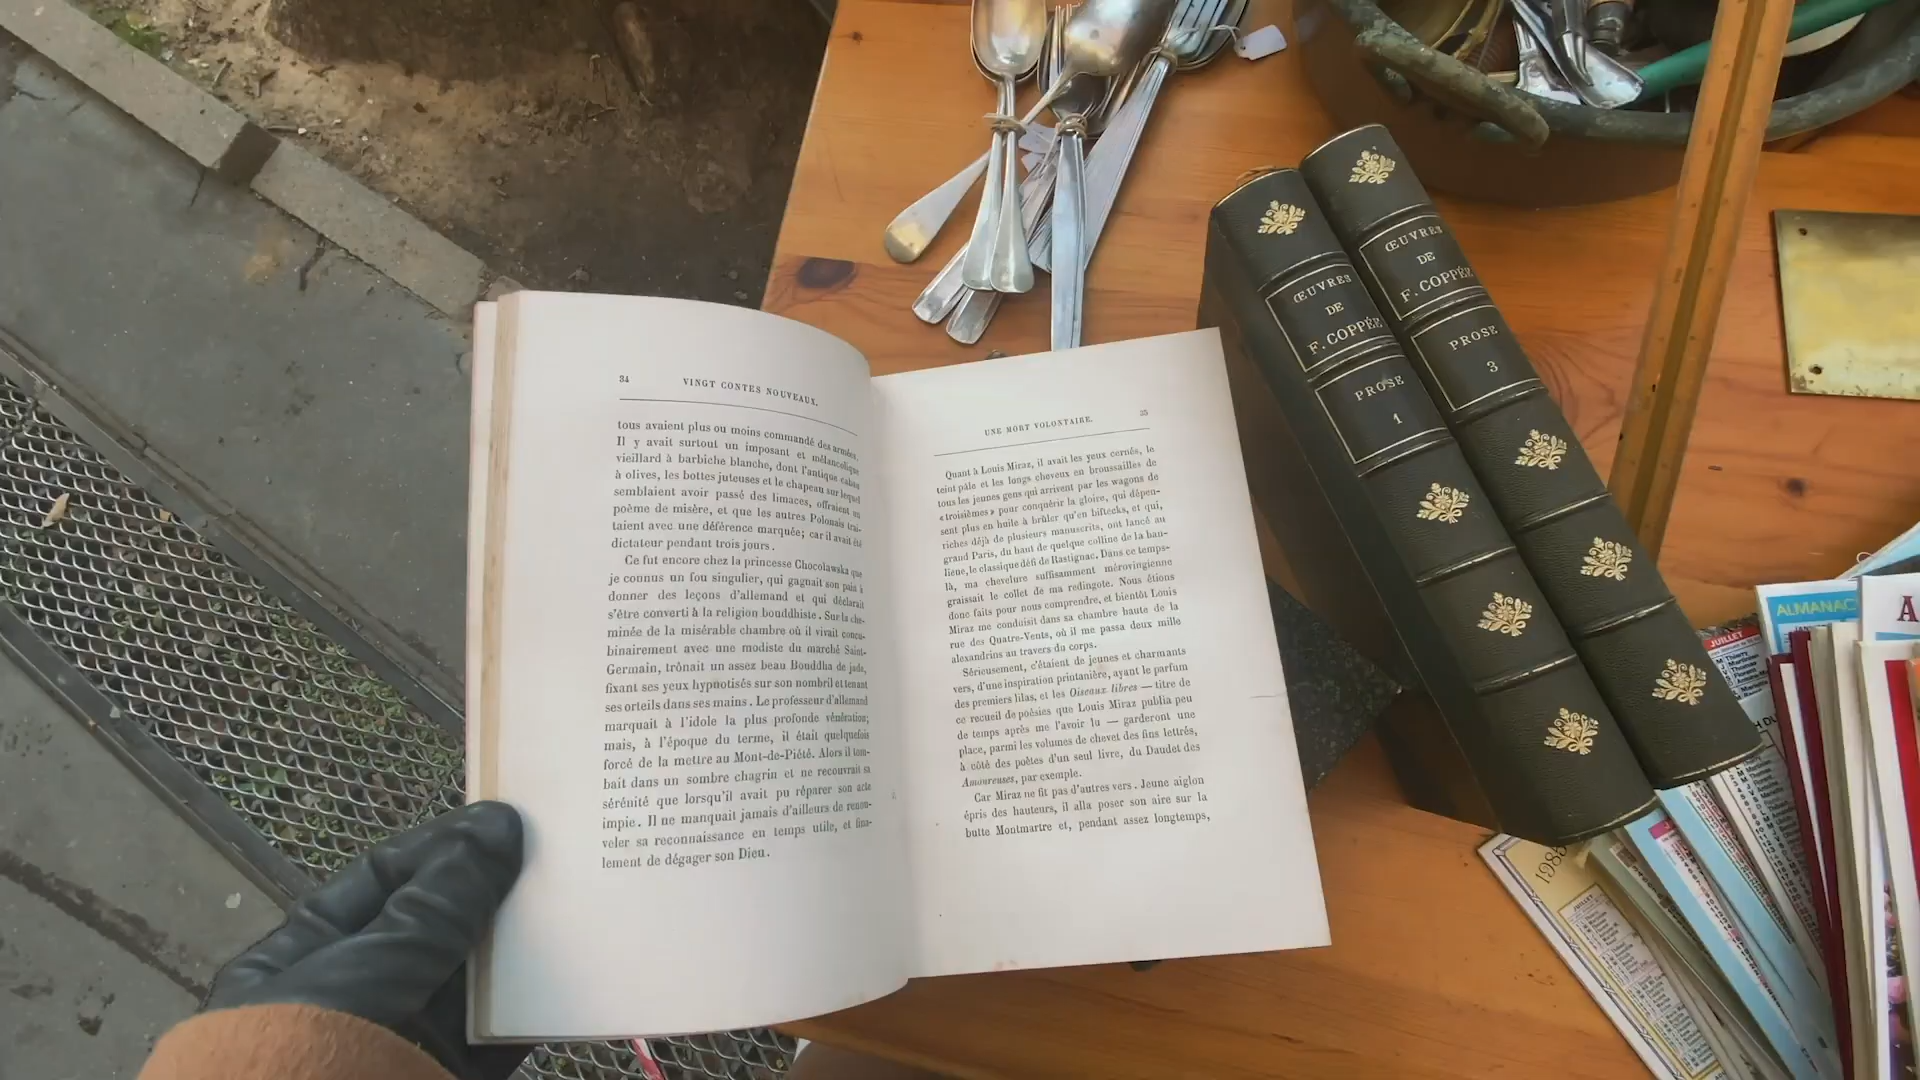 34 VINGT CONTES NOUVEAUX.
tous avaient plus ou moins commandé des armées.
Il y avait surtout un imposant et mélancolique
vieillard à barbiche blanche, dont l'antique caban
à olives, les bottes juteuses et le chapeau sur lequel
semblaient avoir passé des limaces, offraient un
poème de misère, et que les autres Polonais trai-
taient avec une déférence marquée; car il avait été
dictateur pendant trois jours.
Ce fut encore chez la princesse Chocolawska que
je connus un fou singulier, qui gagnait son pain à
donner des leçons d'allemand et qui déclarait
s'être converti à la religion bouddhiste. Sur la che-
minée de la misérable chambre où il vivait concu-
binairement avec une modiste du marché Saint-
Germain, trônait un assez beau Bouddha de jade,
fixant ses yeux hypnotisés sur son nombril et tenant
ses orteils dans ses mains. Le professeur d'allemand
marquait à l'idole la plus profonde vénération;
mais, à l'époque du terme, il était quelquefois
forcé de la mettre au Mont-de-Piété. Alors il tom-
bait dans un sombre chagrin et ne recouvrait sa
sérénité que lorsqu'il avait pu réparer son acte
impie. Il ne manquait jamais d'ailleurs de renou-
veler sa reconnaissance en temps utile, et fina-
lement de dégager son Dieu.
UNE MORT VOLONTAIRE. 35
Quant à Louis Miraz, il avait les yeux cernés, le
teint pâle et les longs cheveux en broussailles de
tous les jeunes gens qui arrivent par les wagons de
« troisièmes » pour conquérir la gloire, qui dépen-
sent plus en huile à brûler qu'en biftecks, et qui,
riches déjà de plusieurs manuscrits, ont lancé au
grand Paris, du haut de quelque colline de la ban-
lieue, le classique défi de Rastignac. Dans ce temps-
là, ma chevelure suffisamment mérovingienne
graissait le collet de ma redingote. Nous étions
donc faits pour nous comprendre, et bientôt Louis
Miraz me conduisit dans sa chambre haute de la
rue des Quatre-Vents, où il me passa deux mille
alexandrins au travers du corps.
Sérieusement, c'étaient de jeunes et charmants
vers, d'une inspiration printanière, ayant le parfum
des premiers lilas, et les Oiseaux libres — titre de
ce recueil de poésies que Louis Miraz publia peu
de temps après me l'avoir lu — garderont une
place, parmi les volumes de chevet des fins lettrés,
à côté des poètes d'un seul livre, du Daudet des
Amoureuses, par exemple.
Car Miraz ne fit pas d'autres vers. Jeune aiglon
épris des hauteurs, il alla poser son aire sur la
butte Montmartre et, pendant assez longtemps,
ŒUVRES
DE
F. COPPÉE
PROSE
1
ŒUVRES
DE
F. COPPÉE
PROSE
3
ALMANAC
JUILLET
1985
JUILLET